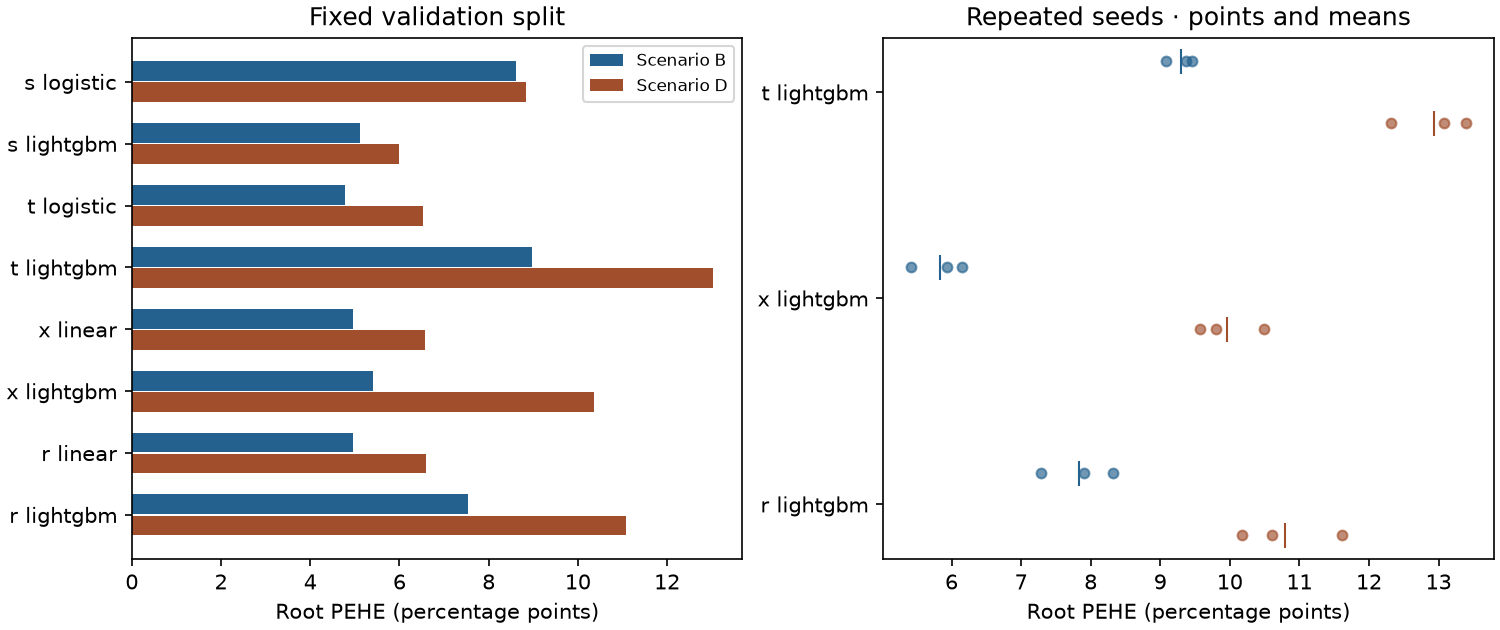 Fixed validation split
Scenario B
Scenario D
s logistic
s lightgbm
t logistic
t lightgbm
x linear
x lightgbm
r linear
r lightgbm
0 2 4 6 8 10 12
Root PEHE (percentage points)
Repeated seeds · points and means
t lightgbm
x lightgbm
r lightgbm
6 7 8 9 10 11 12 13
Root PEHE (percentage points)